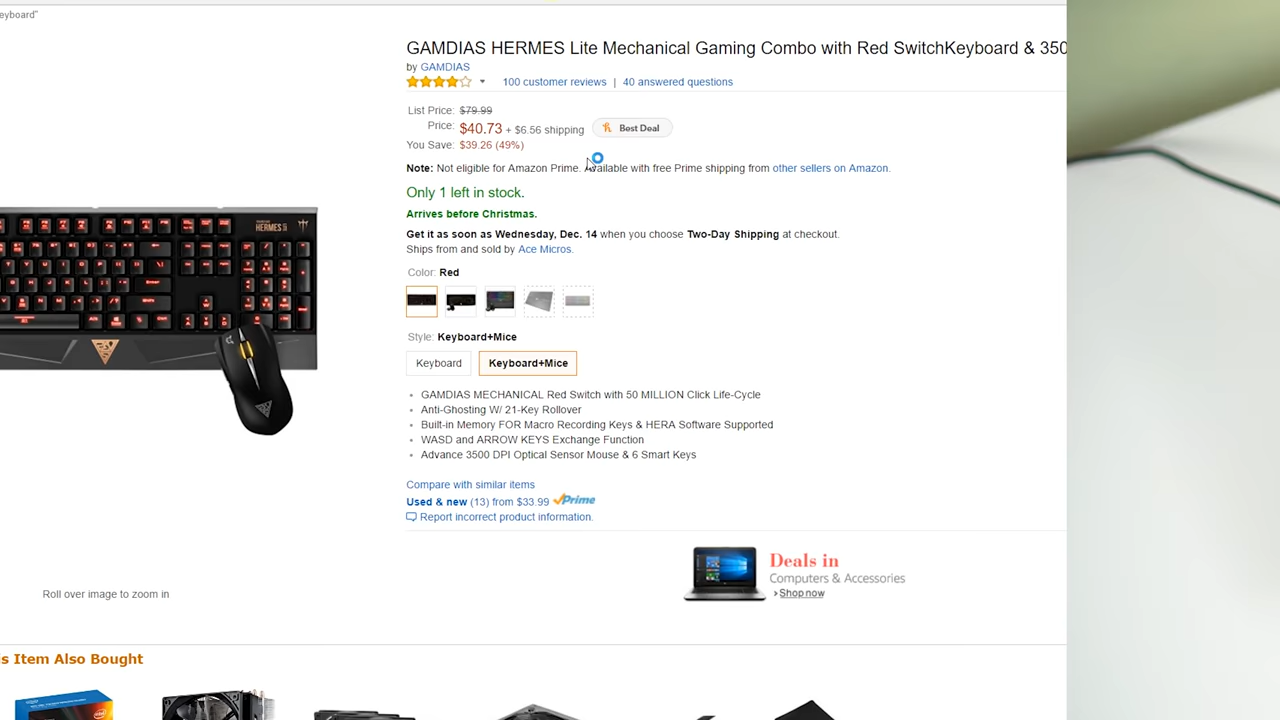 eyboard"
GAMDIAS HERMES Lite Mechanical Gaming Combo with Red SwitchKeyboard & 350
by GAMDIAS
100 customer reviews | 40 answered questions
List Price: $79.99
Price: $40.73 + $6.56 shipping Best Deal
You Save: $39.26 (49%)
Note: Not eligible for Amazon Prime. Available with free Prime shipping from other sellers on Amazon.
Only 1 left in stock.
Arrives before Christmas.
Get it as soon as Wednesday, Dec. 14 when you choose Two-Day Shipping at checkout.
Ships from and sold by Ace Micros.
Color: Red
HERMES
Style: Keyboard+Mice
Keyboard Keyboard+Mice
• GAMDIAS MECHANICAL Red Switch with 50 MILLION Click Life-Cycle
• Anti-Ghosting W/ 21-Key Rollover
• Built-in Memory FOR Macro Recording Keys & HERA Software Supported
• WASD and ARROW KEYS Exchange Function
• Advance 3500 DPI Optical Sensor Mouse & 6 Smart Keys
Compare with similar items
Used & new (13) from $33.99 Prime
Report incorrect product information.
Deals in
Computers & Accessories
› Shop now
Roll over image to zoom in
s Item Also Bought